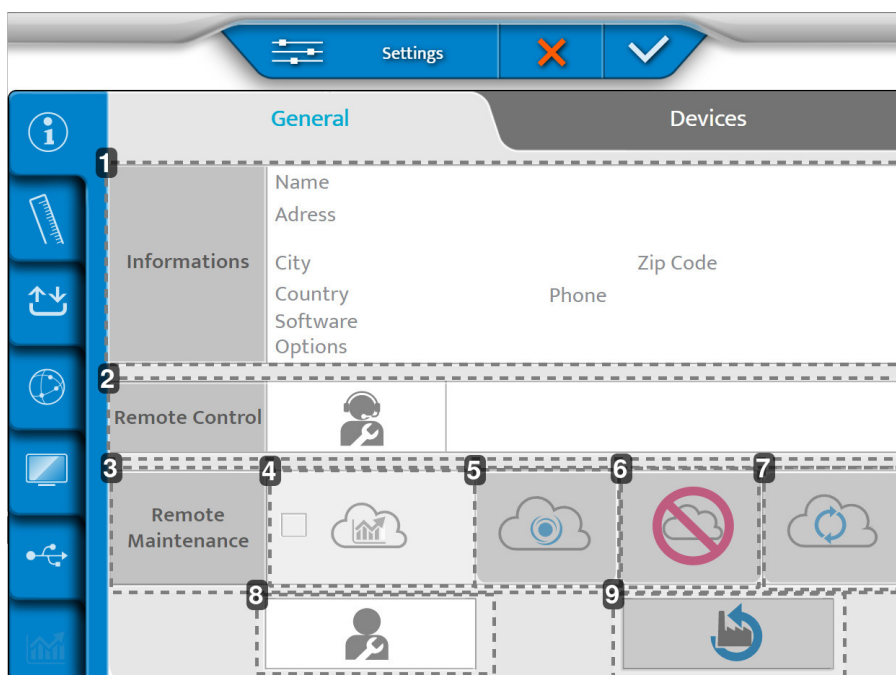 Settings
General
Devices
1
Informations
Name
Adress
City
Zip Code
Country
Phone
Software
Options
2
Remote Control
3
Remote
Maintenance
4
5
6
7
8
9